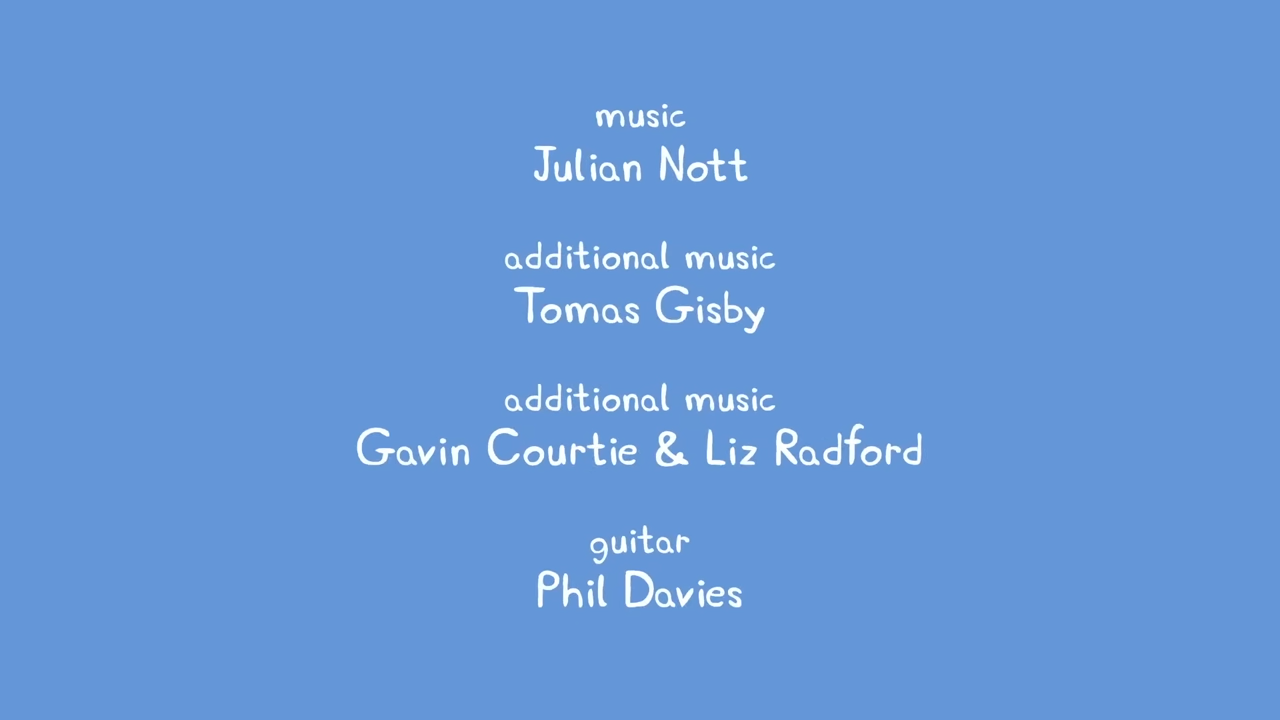 music
Julian Nott
additional music
Tomas Gisby
additional music
Gavin Courtie & Liz Radford
guitar
Phil Davies